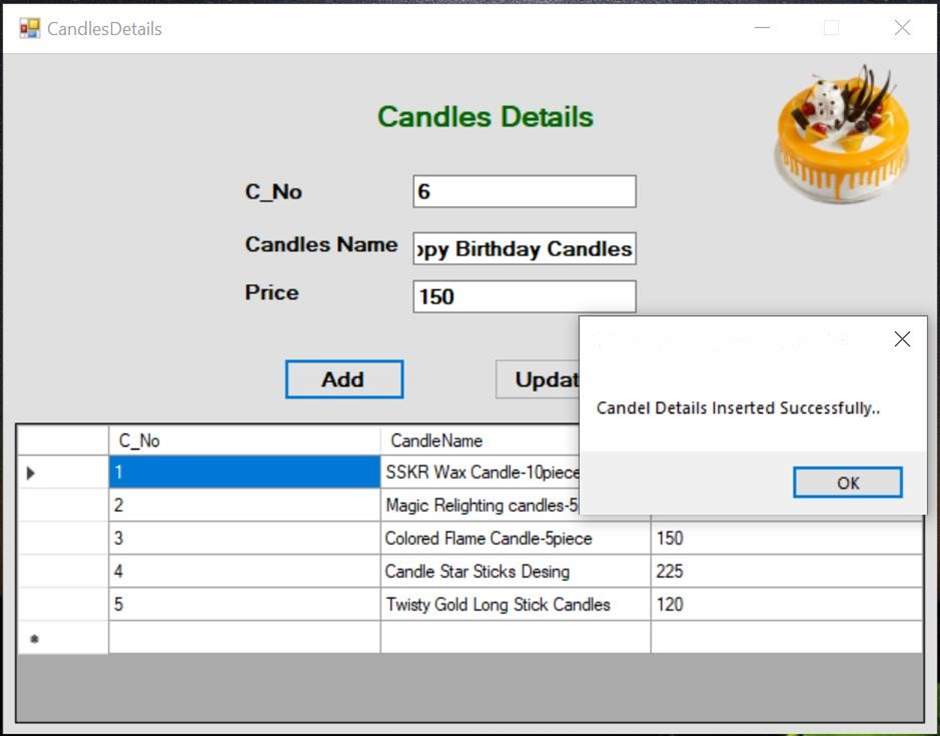 CandlesDetails
Candles Details
C_No 6
Candles Name ppy Birthday Candles
Price 150
Candel Details Inserted Successfully..
OK
Add Updat
C_No CandleName
1 SSKR Wax Candle-10piece
2 Magic Relighting candles-5
3 Colored Flame Candle-5piece 150
4 Candle Star Sticks Desing 225
5 Twisty Gold Long Stick Candles 120